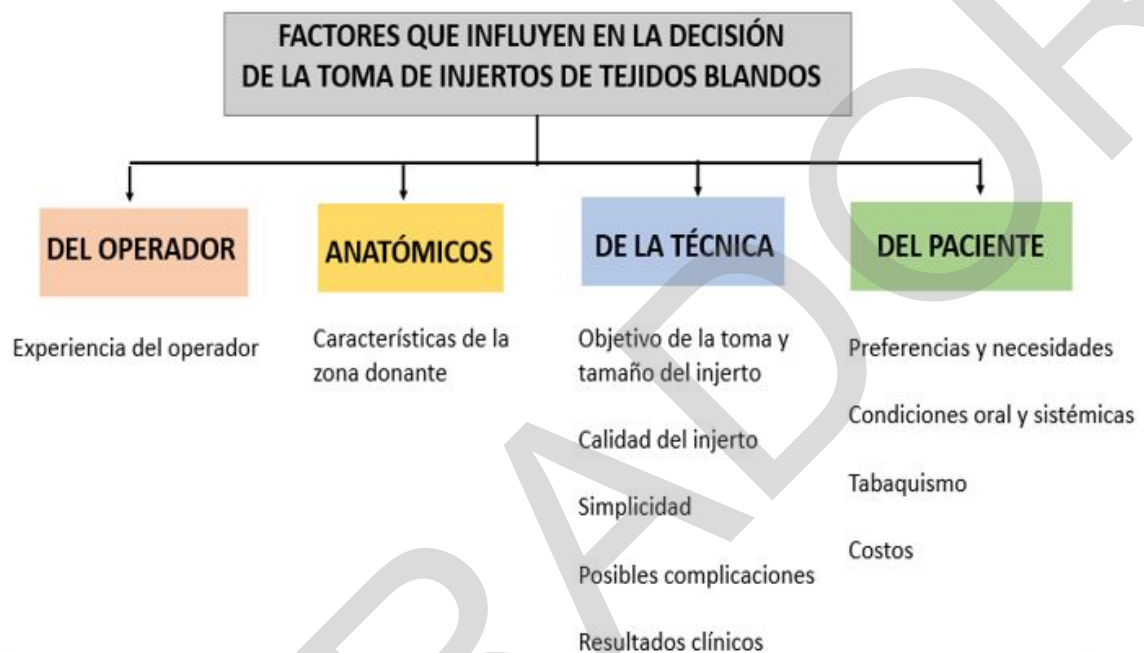 FACTORES QUE INFLUYEN EN LA DECISIÓN
DE LA TOMA DE INJERTOS DE TEJIDOS BLANDOS
DEL OPERADOR
Experiencia del operador
ANATÓMICOS
Características de la
zona donante
DE LA TÉCNICA
Objetivo de la toma y
tamaño del injerto
Calidad del injerto
Simplicidad
Posibles complicaciones
Resultados clínicos
DEL PACIENTE
Preferencias y necesidades
Condiciones oral y sistémicas
Tabaquismo
Costos